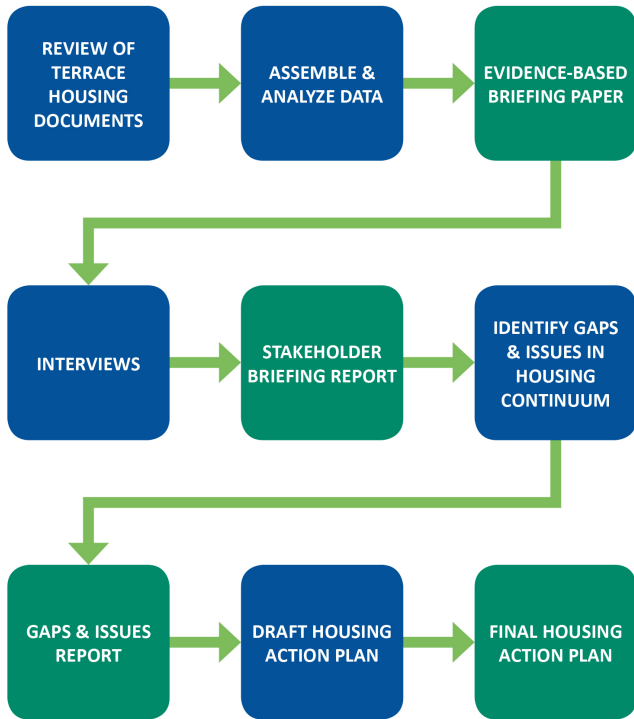 REVIEW OF
TERRACE
HOUSING
DOCUMENTS
ASSEMBLE &
ANALYZE DATA
EVIDENCE-BASED
BRIEFING PAPER
INTERVIEWS
STAKEHOLDER
BRIEFING REPORT
IDENTIFY GAPS
& ISSUES IN
HOUSING
CONTINUUM
GAPS & ISSUES
REPORT
DRAFT HOUSING
ACTION PLAN
FINAL HOUSING
ACTION PLAN